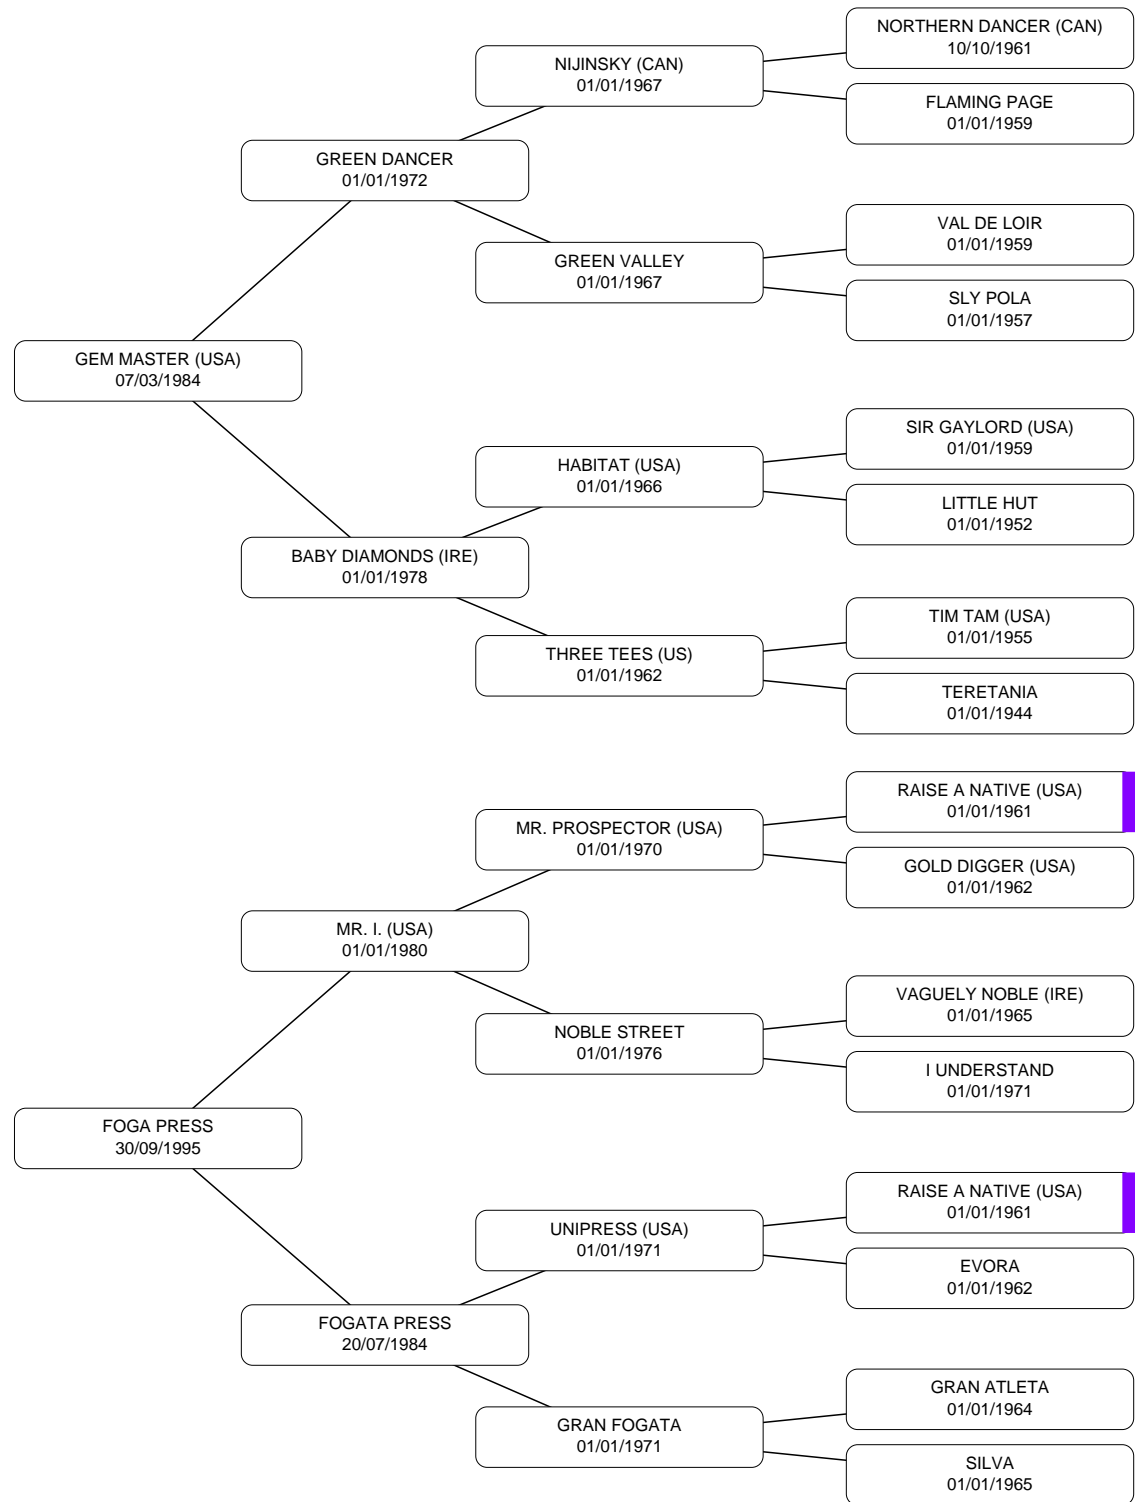 NORTHERN DANCER (CAN)
10/10/1961
NIJINSKY (CAN)
01/01/1967
FLAMING PAGE
01/01/1959
GREEN DANCER
01/01/1972
VAL DE LOIR
01/01/1959
GREEN VALLEY
01/01/1967
SLY POLA
01/01/1957
GEM MASTER (USA)
07/03/1984
SIR GAYLORD (USA)
01/01/1959
HABITAT (USA)
01/01/1966
LITTLE HUT
01/01/1952
BABY DIAMONDS (IRE)
01/01/1978
TIM TAM (USA)
01/01/1955
THREE TEES (US)
01/01/1962
TERETANIA
01/01/1944
RAISE A NATIVE (USA)
01/01/1961
MR. PROSPECTOR (USA)
01/01/1970
GOLD DIGGER (USA)
01/01/1962
MR. I. (USA)
01/01/1980
VAGUELY NOBLE (IRE)
01/01/1965
NOBLE STREET
01/01/1976
I UNDERSTAND
01/01/1971
FOGA PRESS
30/09/1995
RAISE A NATIVE (USA)
01/01/1961
UNIPRESS (USA)
01/01/1971
EVORA
01/01/1962
FOGATA PRESS
20/07/1984
GRAN ATLETA
01/01/1964
GRAN FOGATA
01/01/1971
SILVA
01/01/1965